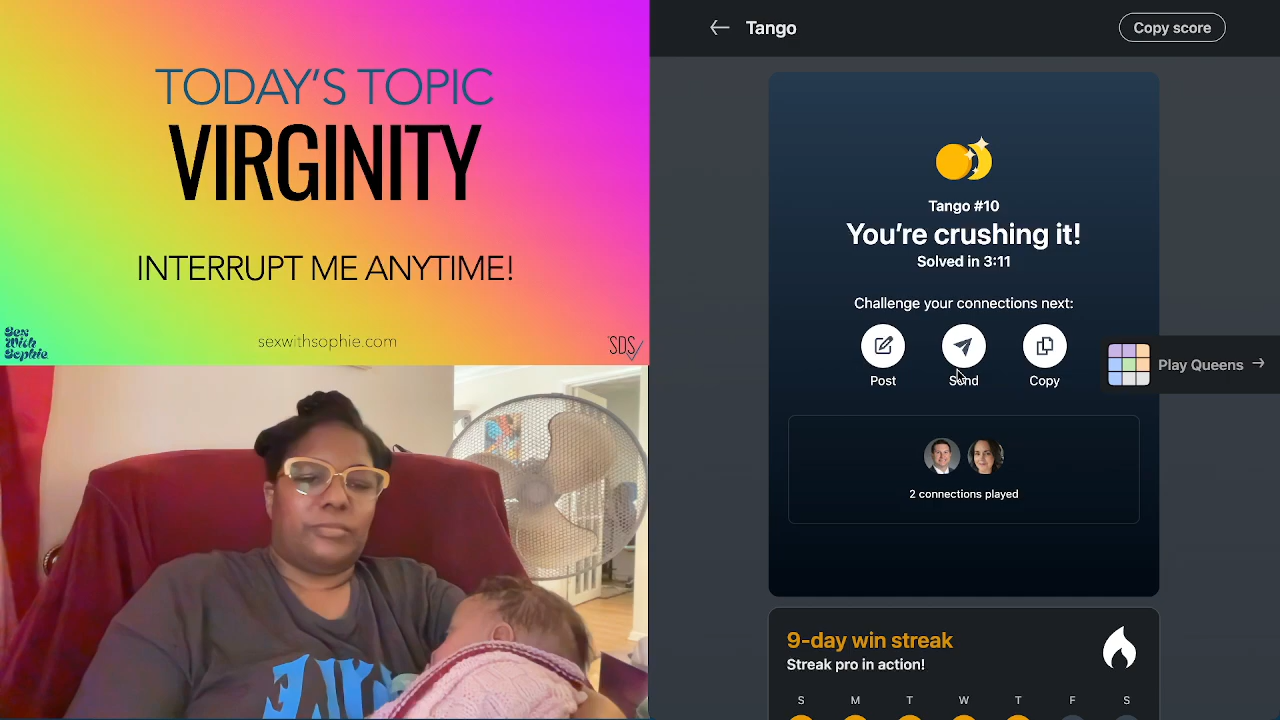 TODAY'S TOPIC
VIRGINITY
INTERRUPT ME ANYTIME!
Sex
With
Sophie
sexwithsophie.com
SDS
Tango
Copy score
Tango #10
You're crushing it!
Solved in 3:11
Challenge your connections next:
Post
Send
Copy
Play Queens
2 connections played
9-day win streak
Streak pro in action!
S M T W T F S